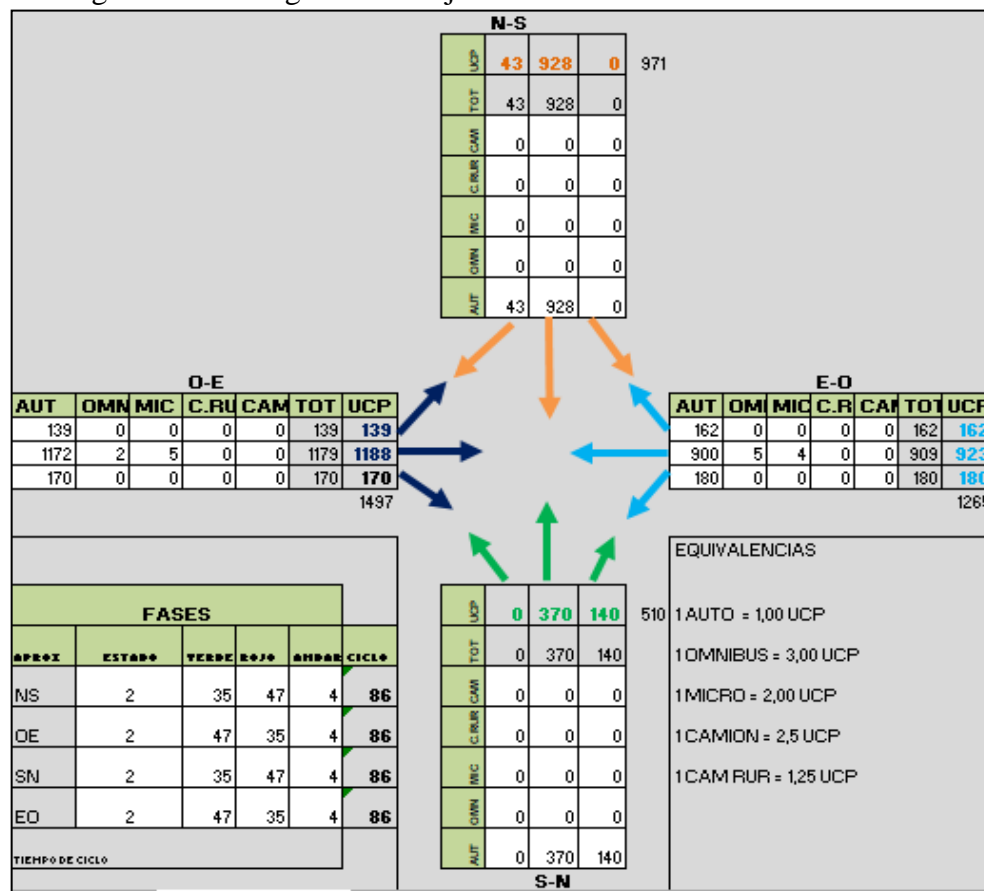 N-S
UCP 43 928 0 971
TOT 43 928 0
CAM 0 0 0
C.RUR 0 0 0
MIC 0 0 0
OMN 0 0 0
AUT 43 928 0
O-E
AUT OMN MIC C.RU CAM TOT UCP
139 0 0 0 0 139 139
1172 2 5 0 0 1179 1188
170 0 0 0 0 170 170
1497
E-O
AUT OM MIC C.R CA TOT UCP
162 0 0 0 0 162 162
900 5 4 0 0 909 923
180 0 0 0 0 180 180
1265
FASES
APROX ESTADO VERDE ROJO AMBAR CICLO
NS 2 35 47 4 86
OE 2 47 35 4 86
SN 2 35 47 4 86
EO 2 47 35 4 86
TIEMPO DE CICLO
UCP 0 370 140 510
TOT 0 370 140
CAM 0 0 0
C.RUR 0 0 0
MIC 0 0 0
OMN 0 0 0
AUT 0 370 140
S-N
EQUIVALENCIAS
1 AUTO = 1,00 UCP
1 OMNIBUS = 3,00 UCP
1 MICRO = 2,00 UCP
1 CAMION = 2,5 UCP
1 CAM RUR = 1,25 UCP